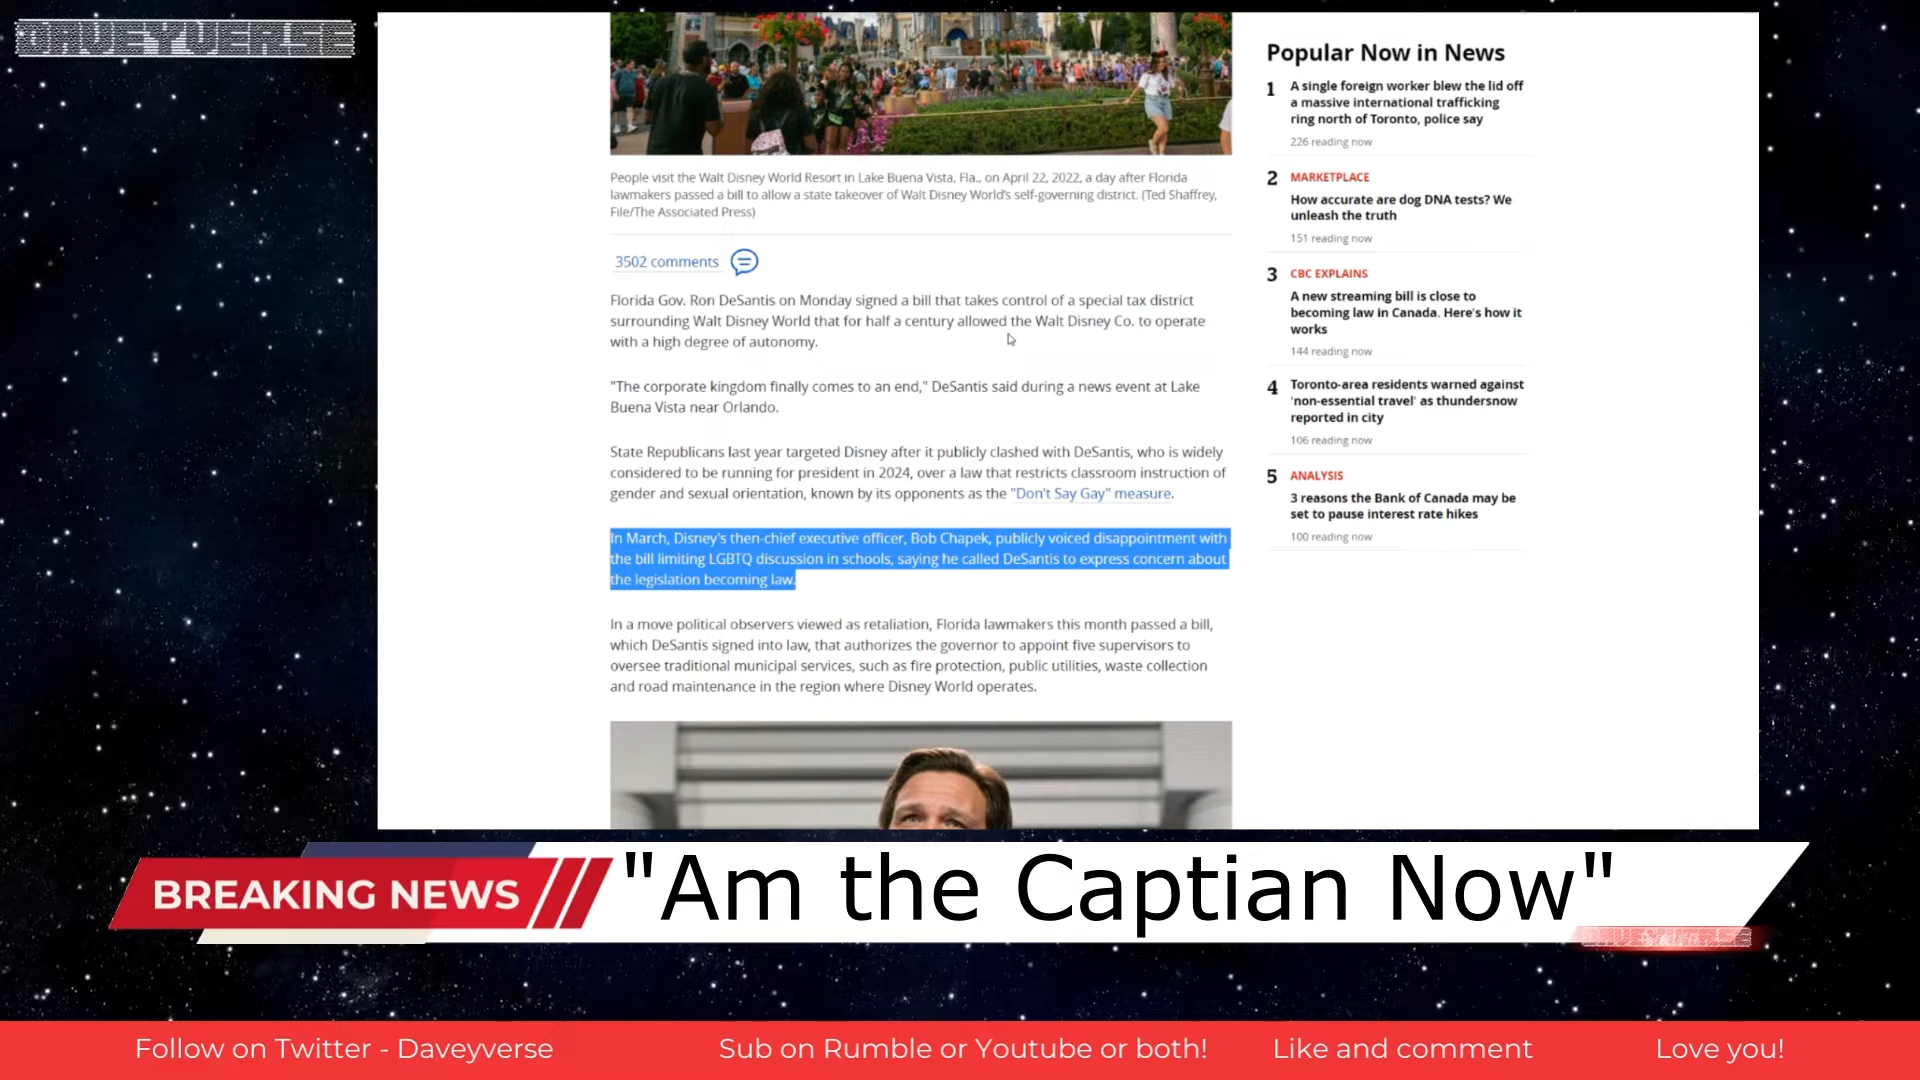 DAVEYVERSE
People visit the Walt Disney World Resort in Lake Buena Vista, Fla., on April 22, 2022, a day after Florida
lawmakers passed a bill to allow a state takeover of Walt Disney World's self-governing district. (Ted Shaffrey,
File/The Associated Press)
3502 comments
Florida Gov. Ron DeSantis on Monday signed a bill that takes control of a special tax district
surrounding Walt Disney World that for half a century allowed the Walt Disney Co. to operate
with a high degree of autonomy.
"The corporate kingdom finally comes to an end," DeSantis said during a news event at Lake
Buena Vista near Orlando.
State Republicans last year targeted Disney after it publicly clashed with DeSantis, who is widely
considered to be running for president in 2024, over a law that restricts classroom instruction of
gender and sexual orientation, known by its opponents as the "Don't Say Gay" measure.
In March, Disney's then-chief executive officer, Bob Chapek, publicly voiced disappointment with
the bill limiting LGBTQ discussion in schools, saying he called DeSantis to express concern about
the legislation becoming law.
In a move political observers viewed as retaliation, Florida lawmakers this month passed a bill,
which DeSantis signed into law, that authorizes the governor to appoint five supervisors to
oversee traditional municipal services, such as fire protection, public utilities, waste collection
and road maintenance in the region where Disney World operates.
Popular Now in News
1 A single foreign worker blew the lid off
a massive international trafficking
ring north of Toronto, police say
226 reading now
2 MARKETPLACE
How accurate are dog DNA tests? We
unleash the truth
151 reading now
3 CBC EXPLAINS
A new streaming bill is close to
becoming law in Canada. Here's how it
works
144 reading now
4 Toronto-area residents warned against
'non-essential travel' as thundersnow
reported in city
106 reading now
5 ANALYSIS
3 reasons the Bank of Canada may be
set to pause interest rate hikes
100 reading now
BREAKING NEWS
"Am the Captian Now"
DAVEYVERSE
Follow on Twitter - Daveyverse Sub on Rumble or Youtube or both! Like and comment Love you!